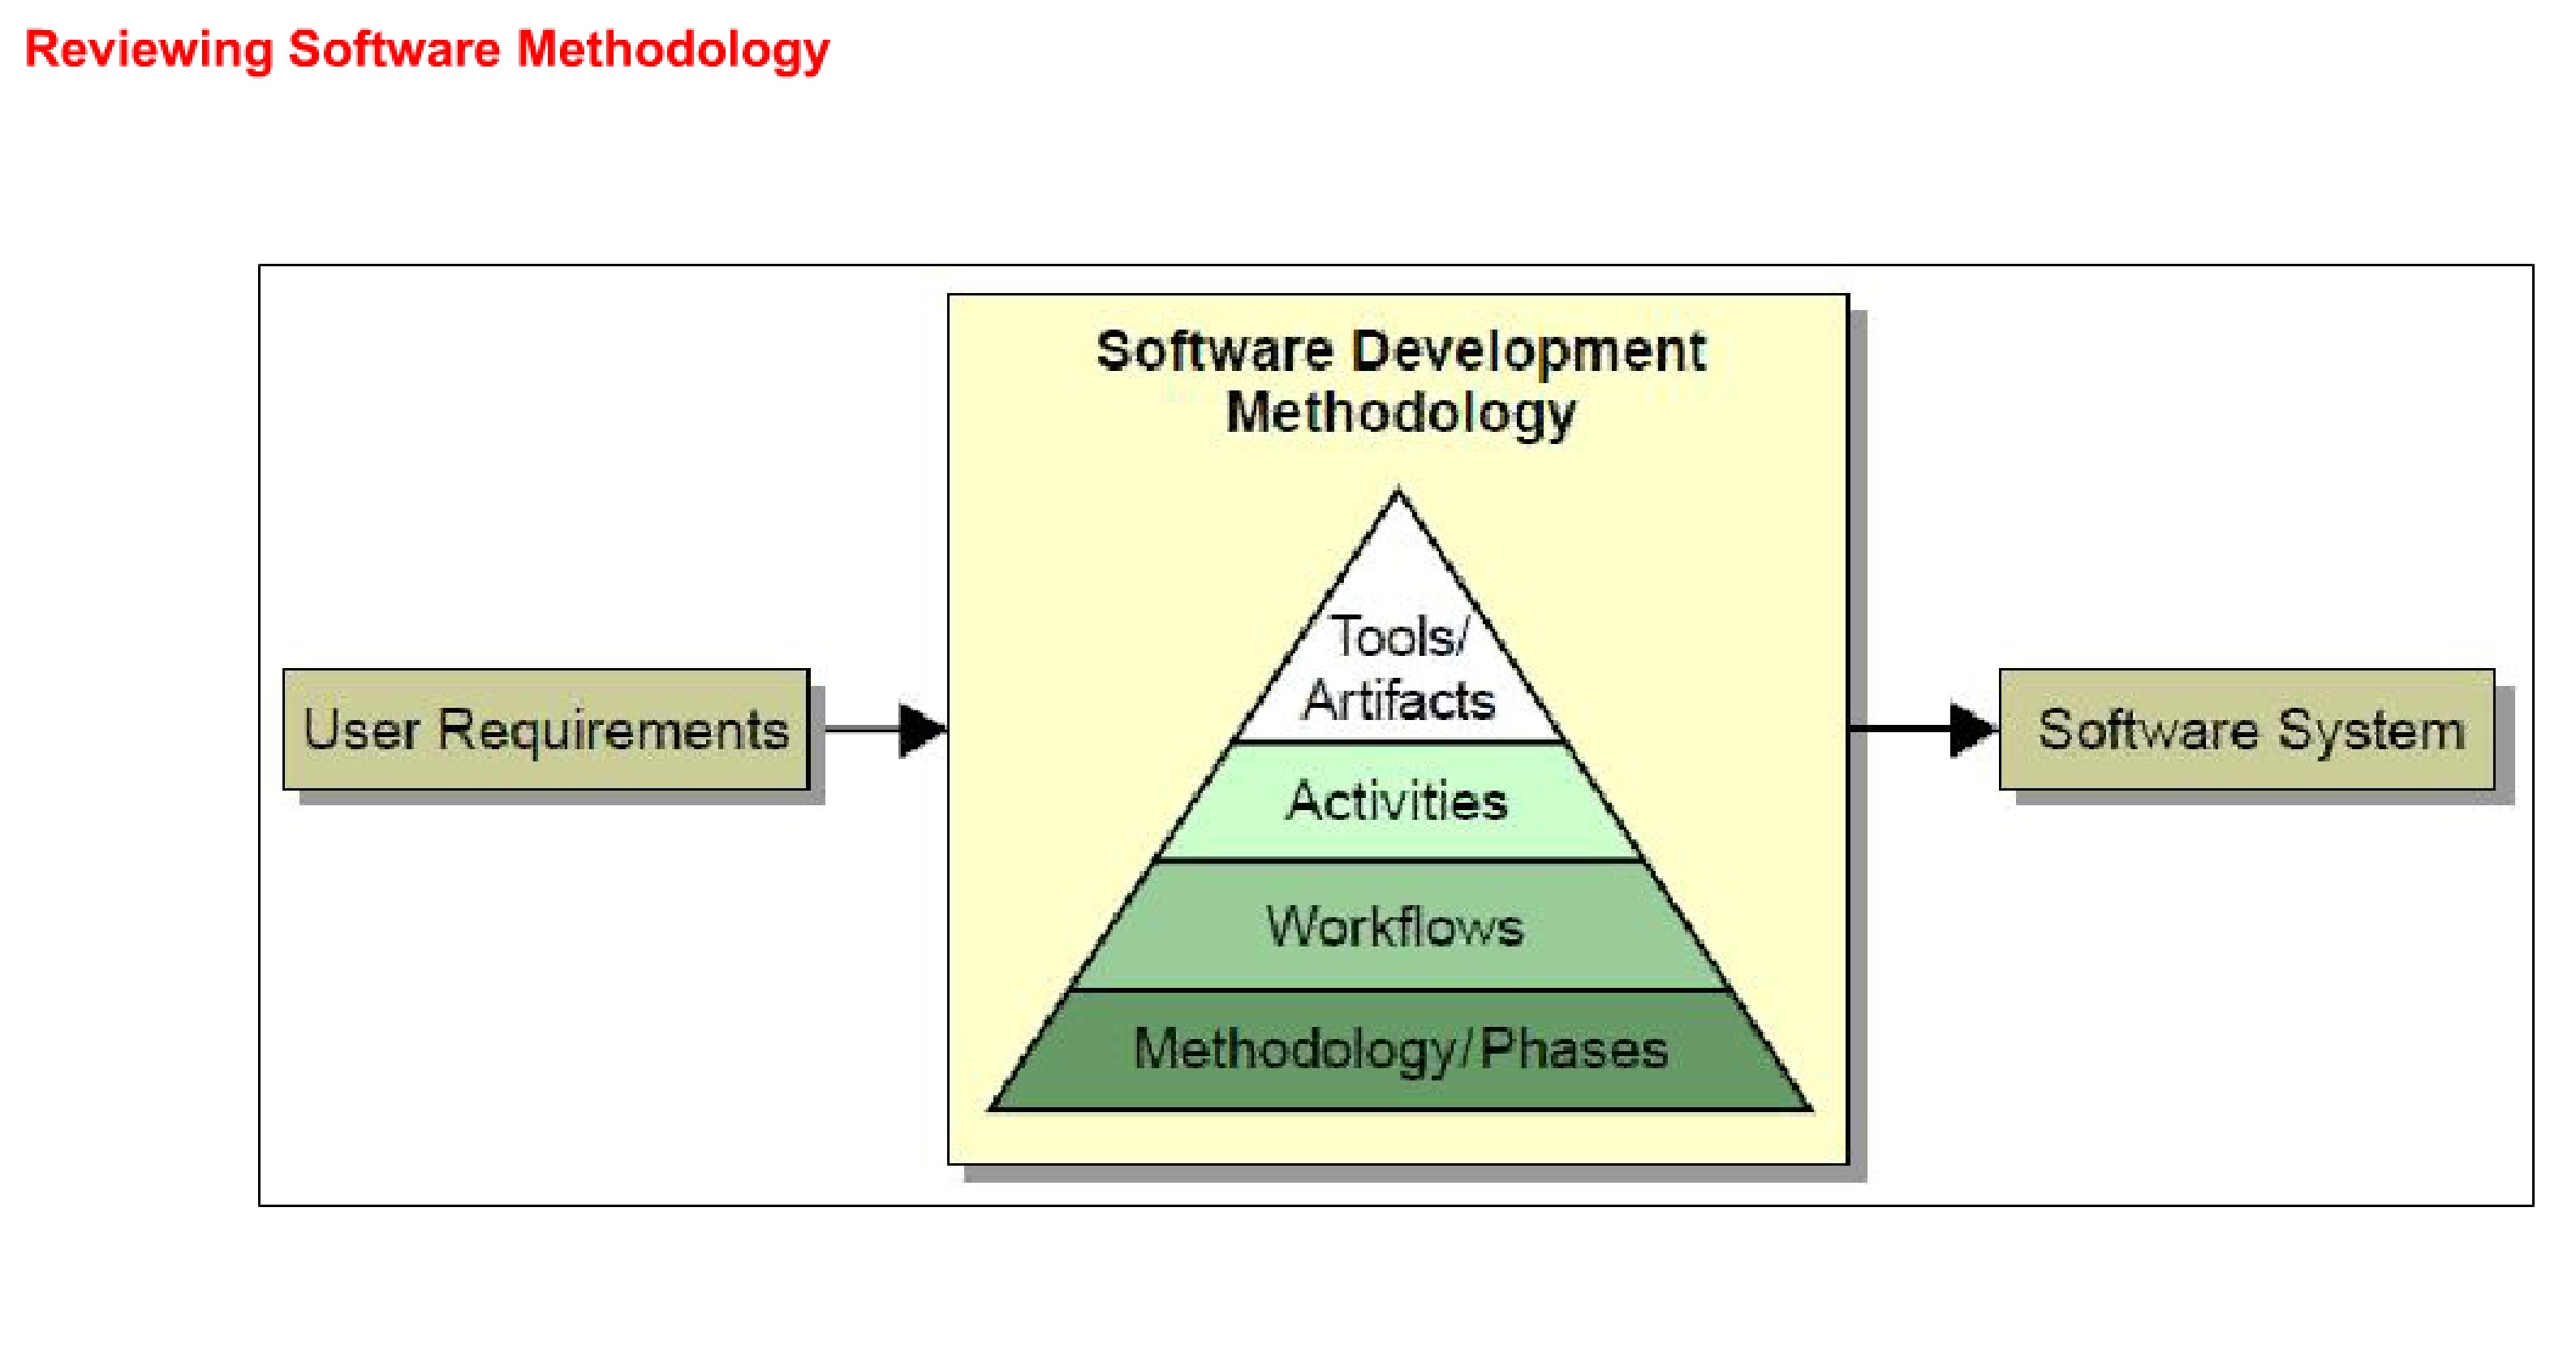 Reviewing Software Methodology
Software Development
Methodology
Tools/
Artifacts
User Requirements
Software System
Activities
Workflows
Methodology/Phases